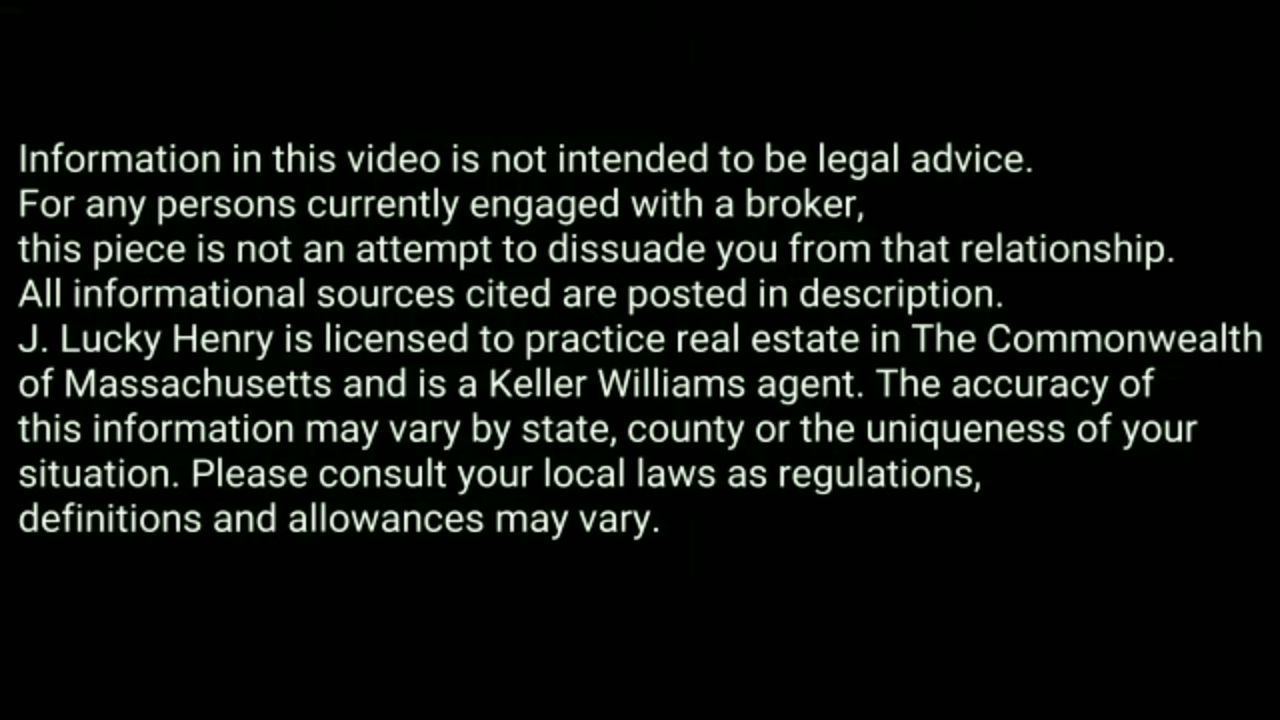 Information in this video is not intended to be legal advice.
For any persons currently engaged with a broker,
this piece is not an attempt to dissuade you from that relationship.
All informational sources cited are posted in description.
J. Lucky Henry is licensed to practice real estate in The Commonwealth
of Massachusetts and is a Keller Williams agent. The accuracy of
this information may vary by state, county or the uniqueness of your
situation. Please consult your local laws as regulations,
definitions and allowances may vary.